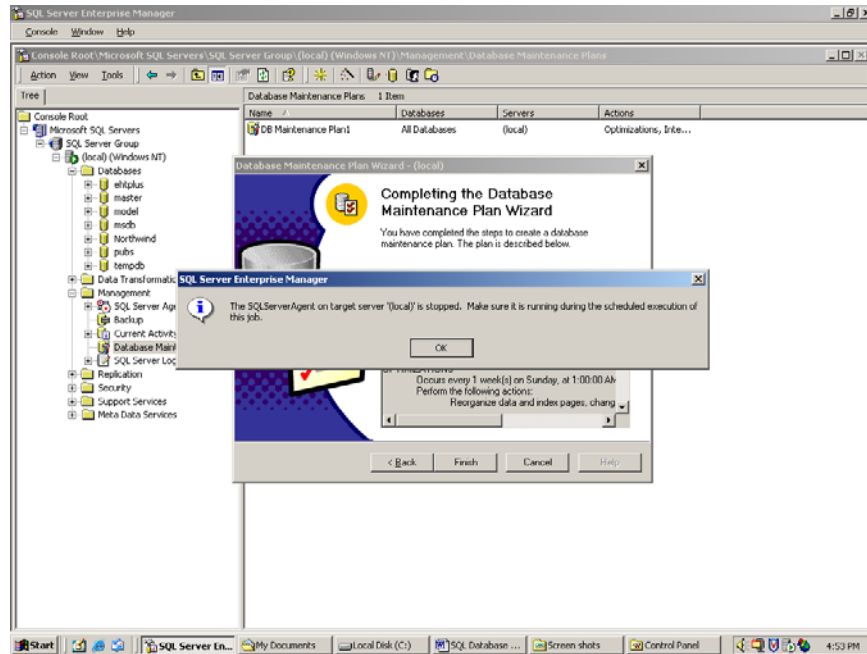 SQL Server Enterprise Manager
Console Window Help
Console Root\Microsoft SQL Servers\SQL Server Group\(local) (Windows NT)\Management\Database Maintenance Plans
Action View Tools
Tree
Database Maintenance Plans 1 Item
Console Root
Microsoft SQL Servers
SQL Server Group
(local) (Windows NT)
Databases
ehtplus
master
model
msdb
Northwind
pubs
tempdb
Data Transformatic
Management
SQL Server Age
Backup
Current Activity
Database Maint
SQL Server Log
Replication
Security
Support Services
Meta Data Services
Name Databases Servers Actions
DB Maintenance Plan1 All Databases (local) Optimizations, Inte...
Database Maintenance Plan Wizard - (local)
Completing the Database
Maintenance Plan Wizard
You have completed the steps to create a database
maintenance plan. The plan is described below.
SQL Server Enterprise Manager
The SQLServerAgent on target server '(local)' is stopped. Make sure it is running during the scheduled execution of
this job.
OK
Occurs every 1 week(s) on Sunday, at 1:00:00 AM
Perform the following actions:
Reorganize data and index pages, chang
< Back Finish Cancel Help
Start SQL Server En... My Documents Local Disk (C:) SQL Database ... Screen shots Control Panel 4:53 PM